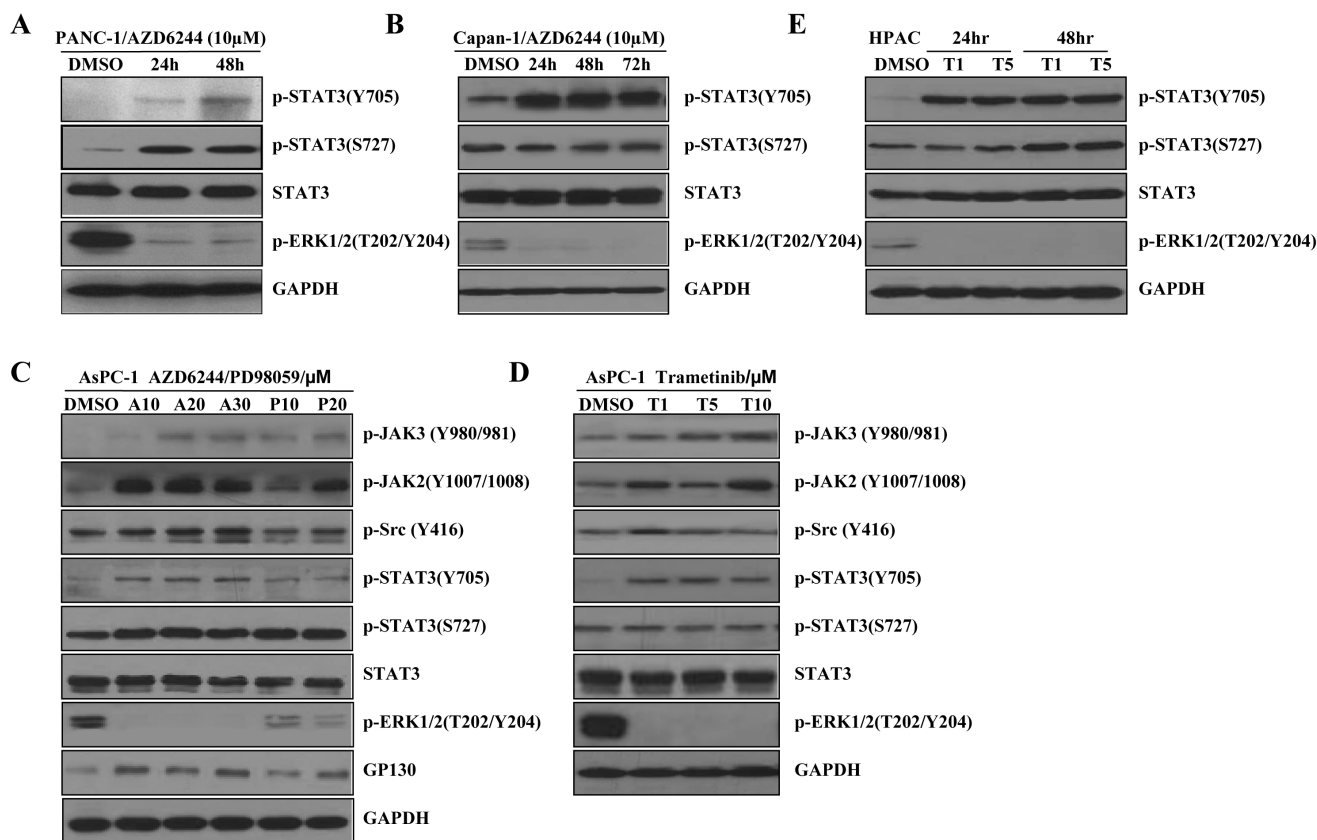 A
PANC-1/AZD6244 (10µM)
DMSO 24h 48h
p-STAT3(Y705)
p-STAT3(S727)
STAT3
p-ERK1/2(T202/Y204)
GAPDH
B
Capan-1/AZD6244 (10µM)
DMSO 24h 48h 72h
p-STAT3(Y705)
p-STAT3(S727)
STAT3
p-ERK1/2(T202/Y204)
GAPDH
E
HPAC 24hr 48hr
DMSO T1 T5 T1 T5
p-STAT3(Y705)
p-STAT3(S727)
STAT3
p-ERK1/2(T202/Y204)
GAPDH
C
AsPC-1 AZD6244/PD98059/µM
DMSO A10 A20 A30 P10 P20
p-JAK3 (Y980/981)
p-JAK2(Y1007/1008)
p-Src (Y416)
p-STAT3(Y705)
p-STAT3(S727)
STAT3
p-ERK1/2(T202/Y204)
GP130
GAPDH
D
AsPC-1 Trametinib/µM
DMSO T1 T5 T10
p-JAK3 (Y980/981)
p-JAK2 (Y1007/1008)
p-Src (Y416)
p-STAT3(Y705)
p-STAT3(S727)
STAT3
p-ERK1/2(T202/Y204)
GAPDH